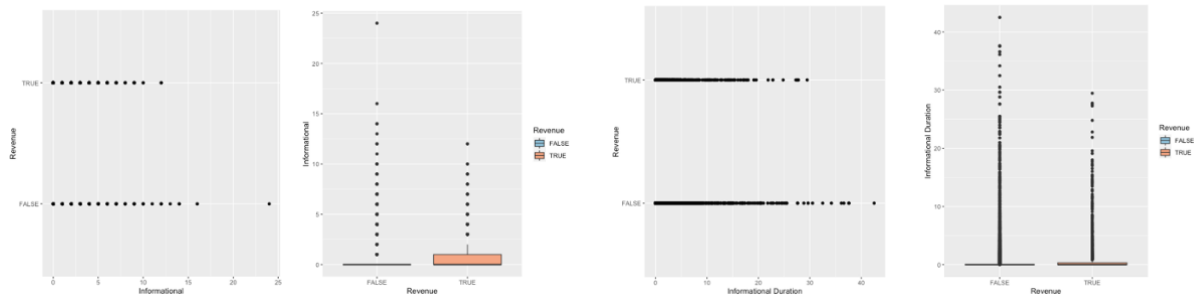 TRUE
FALSE
Revenue
0 5 10 15 20 25
Informational
25
20
15
10
5
0
Informational
FALSE TRUE
Revenue
Revenue
FALSE
TRUE
TRUE
FALSE
Revenue
0 10 20 30 40
Informational Duration
40
30
20
10
0
Informational Duration
FALSE TRUE
Revenue
Revenue
FALSE
TRUE